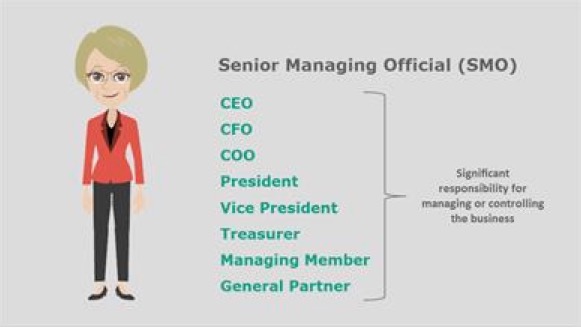 Senior Managing Official (SMO)
CEO
CFO
COO
President
Vice President
Treasurer
Managing Member
General Partner
Significant
responsibility for
managing or controlling
the business